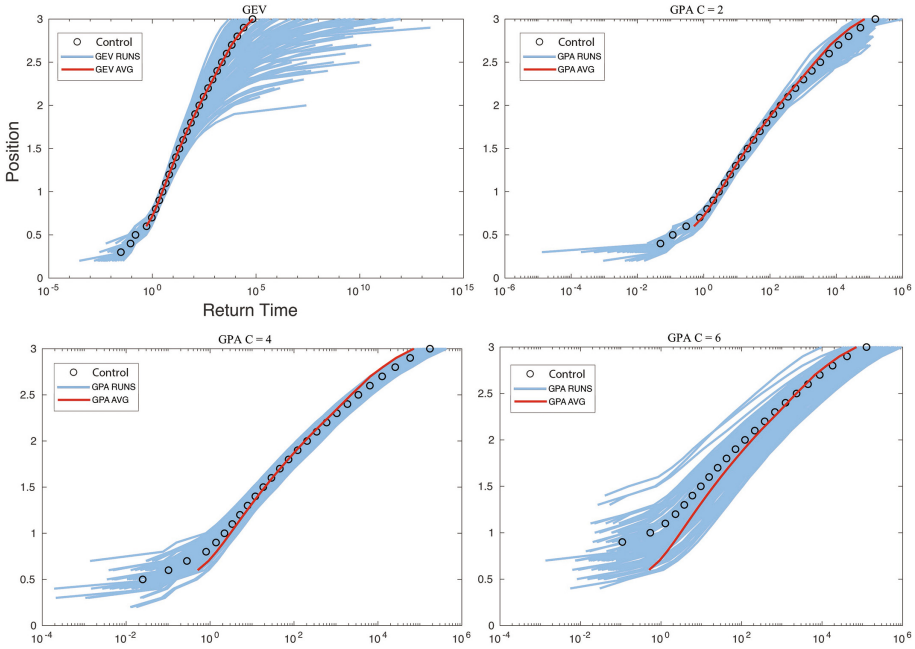 GEV
3
2.5
2
1.5
1
0.5
0
Position
Control
GEV RUNS
GEV AVG
10^-5
10^0
10^5
10^10
10^15
Return Time
GPA C = 2
3
2.5
2
1.5
1
0.5
0
Control
GPA RUNS
GPA AVG
10^-6
10^-4
10^-2
10^0
10^2
10^4
10^6
GPA C = 4
3
2.5
2
1.5
1
0.5
0
Control
GPA RUNS
GPA AVG
10^-4
10^-2
10^0
10^2
10^4
10^6
GPA C = 6
3
2.5
2
1.5
1
0.5
0
Control
GPA RUNS
GPA AVG
10^-4
10^-2
10^0
10^2
10^4
10^6